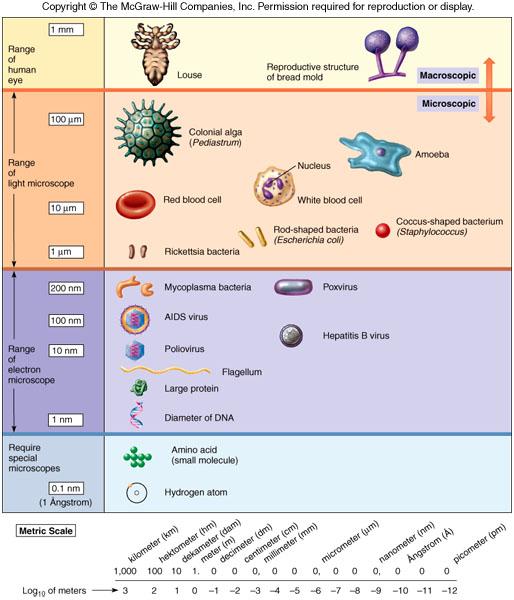 Copyright © The McGraw-Hill Companies, Inc. Permission required for reproduction or display.
1 mm
Range
of
human
eye
Louse
Reproductive structure
of bread mold
Macroscopic
Microscopic
100 µm
Colonial alga
(Pediastrum)
Amoeba
Range
of
light microscope
Nucleus
White blood cell
Red blood cell
10 µm
Rod-shaped bacteria
(Escherichia coli)
Coccus-shaped bacterium
(Staphylococcus)
1 µm
Rickettsia bacteria
200 nm
Mycoplasma bacteria
Poxvirus
AIDS virus
100 nm
Hepatitis B virus
Range
of
electron
microscope
10 nm
Poliovirus
Flagellum
Large protein
1 nm
Diameter of DNA
Require
special
microscopes
Amino acid
(small molecule)
0.1 nm
(1 Ångstrom)
Hydrogen atom
Metric Scale
kilometer (km)
hektometer (hm)
dekameter (dam)
meter (m)
decimeter (dm)
centimeter (cm)
millimeter (mm)
micrometer (µm)
nanometer (nm)
Ångstrom (Å)
picometer (pm)
1,000 100 10 1. 0 0 0, 0 0 0, 0 0 0, 0 0 0
Log10 of meters 3 2 1 0 –1 –2 –3 –4 –5 –6 –7 –8 –9 –10 –11 –12